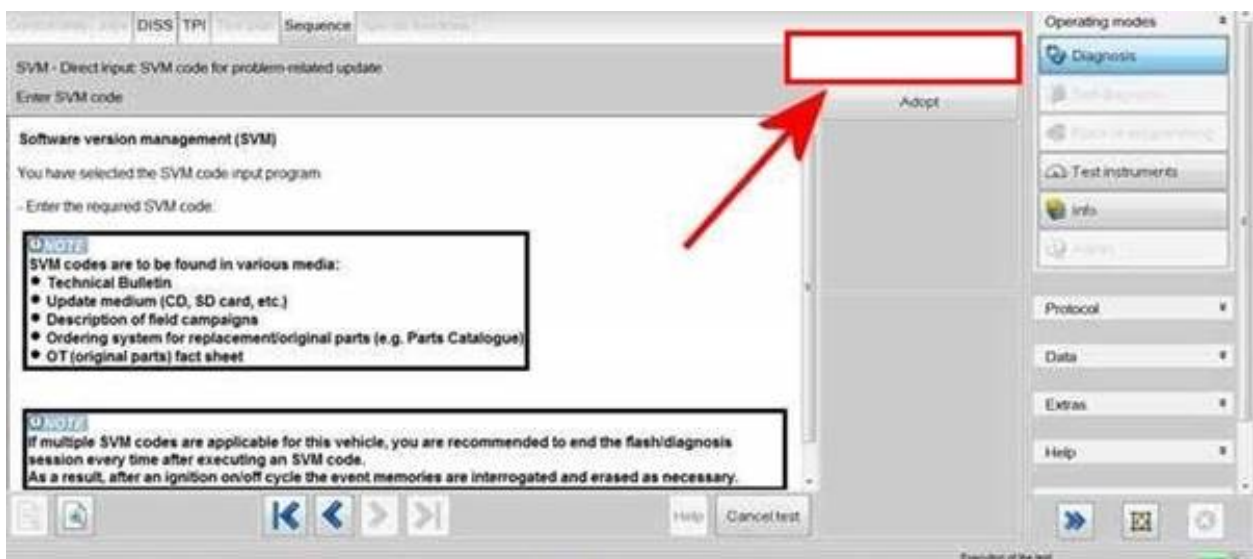 DISS TPI Sequence
Operating modes
SVM - Direct input: SVM code for problem-related update
Diagnosis
Enter SVM code
Adopt
Software version management (SVM)
You have selected the SVM code input program
Test instruments
- Enter the required SVM code:
Info
NOTE
SVM codes are to be found in various media:
● Technical Bulletin
● Update medium (CD, SD card, etc.)
● Description of field campaigns
● Ordering system for replacement/original parts (e.g. Parts Catalogue)
● OT (original parts) fact sheet
Protocol
Data
Extras
NOTE
If multiple SVM codes are applicable for this vehicle, you are recommended to end the flash/diagnosis
session every time after executing an SVM code.
As a result, after an ignition on/off cycle the event memories are interrogated and erased as necessary.
Help
Help
Cancel test